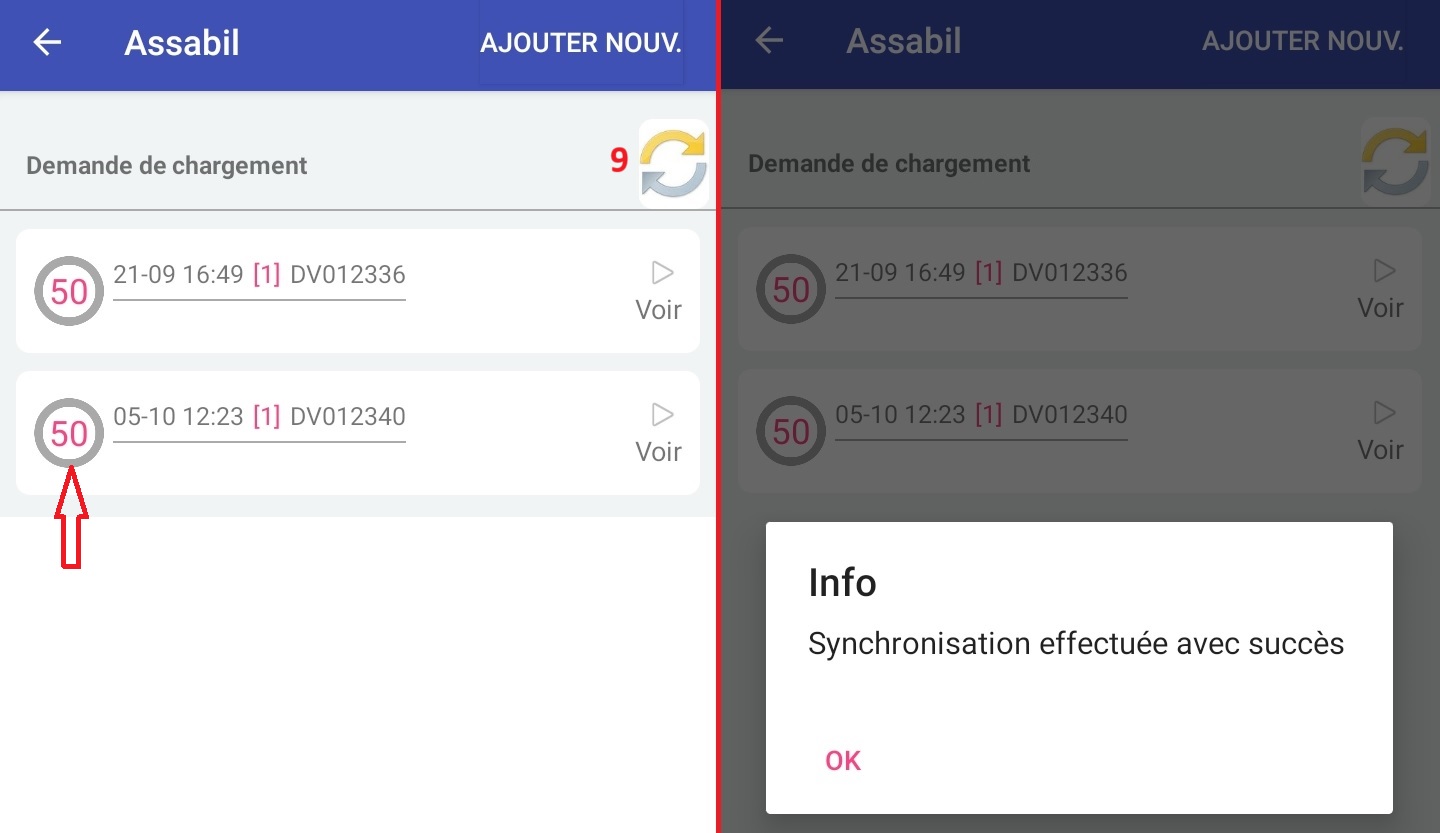 Assabil AJOUTER NOUV.
Demande de chargement 9
50 21-09 16:49 [1] DV012336
Voir
50 05-10 12:23 [1] DV012340
Voir
Assabil AJOUTER NOUV.
Demande de chargement
50 21-09 16:49 [1] DV012336
Voir
50 05-10 12:23 [1] DV012340
Voir
Info
Synchronisation effectuée avec succès
OK